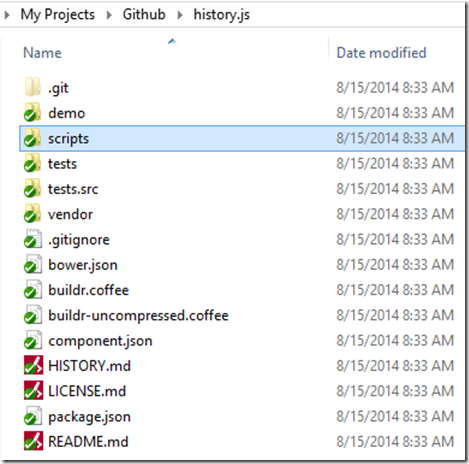 My Projects Github history.js
Name Date modified
.git 8/15/2014 8:33 AM
demo 8/15/2014 8:33 AM
scripts 8/15/2014 8:33 AM
tests 8/15/2014 8:33 AM
tests.src 8/15/2014 8:33 AM
vendor 8/15/2014 8:33 AM
.gitignore 8/15/2014 8:33 AM
bower.json 8/15/2014 8:33 AM
buildr.coffee 8/15/2014 8:33 AM
buildr-uncompressed.coffee 8/15/2014 8:33 AM
component.json 8/15/2014 8:33 AM
HISTORY.md 8/15/2014 8:33 AM
LICENSE.md 8/15/2014 8:33 AM
package.json 8/15/2014 8:33 AM
README.md 8/15/2014 8:33 AM